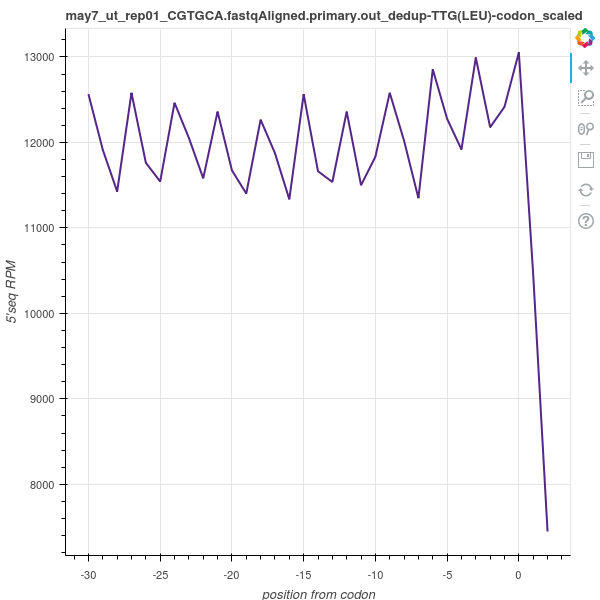 may7_ut_rep01_CGTGCA.fastqAligned.primary.out_dedup-TTG(LEU)-codon_scaled
13000
12000
11000
10000
9000
8000
5'seq RPM
-30 -25 -20 -15 -10 -5 0
position from codon